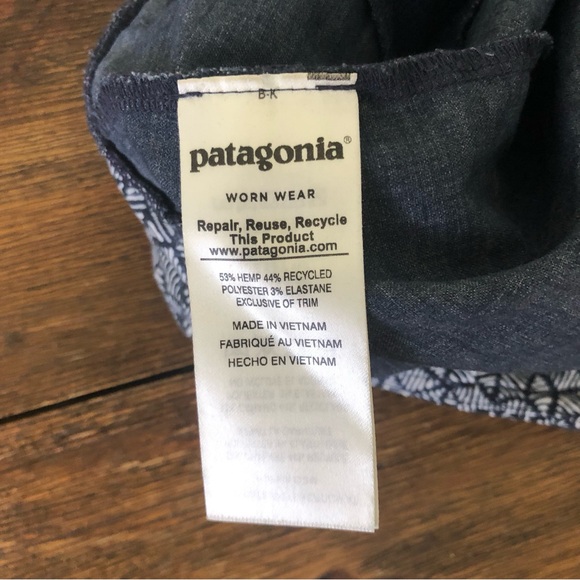 B-K
patagonia®
WORN WEAR
Repair, Reuse, Recycle
This Product
www.patagonia.com
53% HEMP 44% RECYCLED
POLYESTER 3% ELASTANE
EXCLUSIVE OF TRIM
MADE IN VIETNAM
FABRIQUÉ AU VIETNAM
HECHO EN VIETNAM